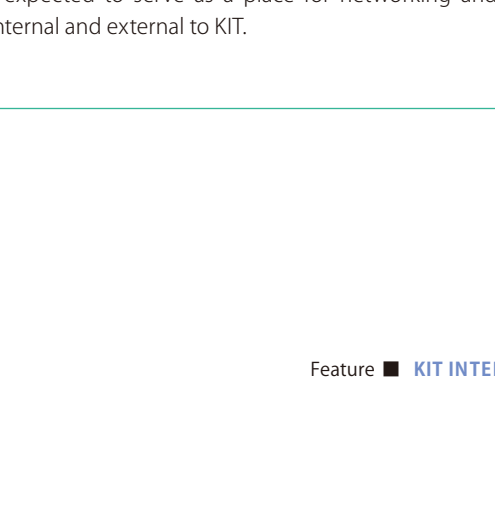 expected to serve as a place for networking and
nternal and external to KIT.
Feature ■ KIT INTE